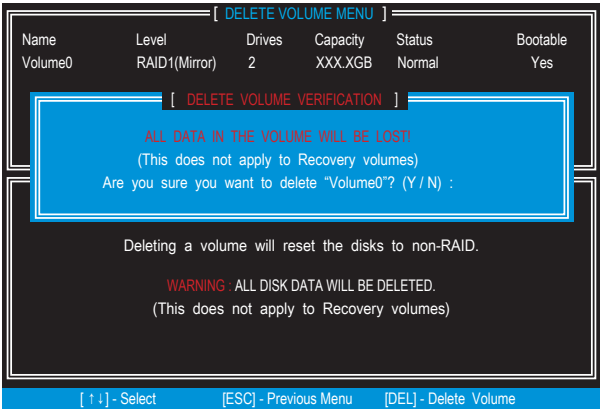 [ DELETE VOLUME MENU ]
Name Level Drives Capacity Status Bootable
Volume0 RAID1(Mirror) 2 XXX.XGB Normal Yes
[ DELETE VOLUME VERIFICATION ]
ALL DATA IN THE VOLUME WILL BE LOST!
(This does not apply to Recovery volumes)
Are you sure you want to delete “Volume0”? (Y / N) :
Deleting a volume will reset the disks to non-RAID.
WARNING : ALL DISK DATA WILL BE DELETED.
(This does not apply to Recovery volumes)
[ ↑↓] - Select [ESC] - Previous Menu [DEL] - Delete Volume